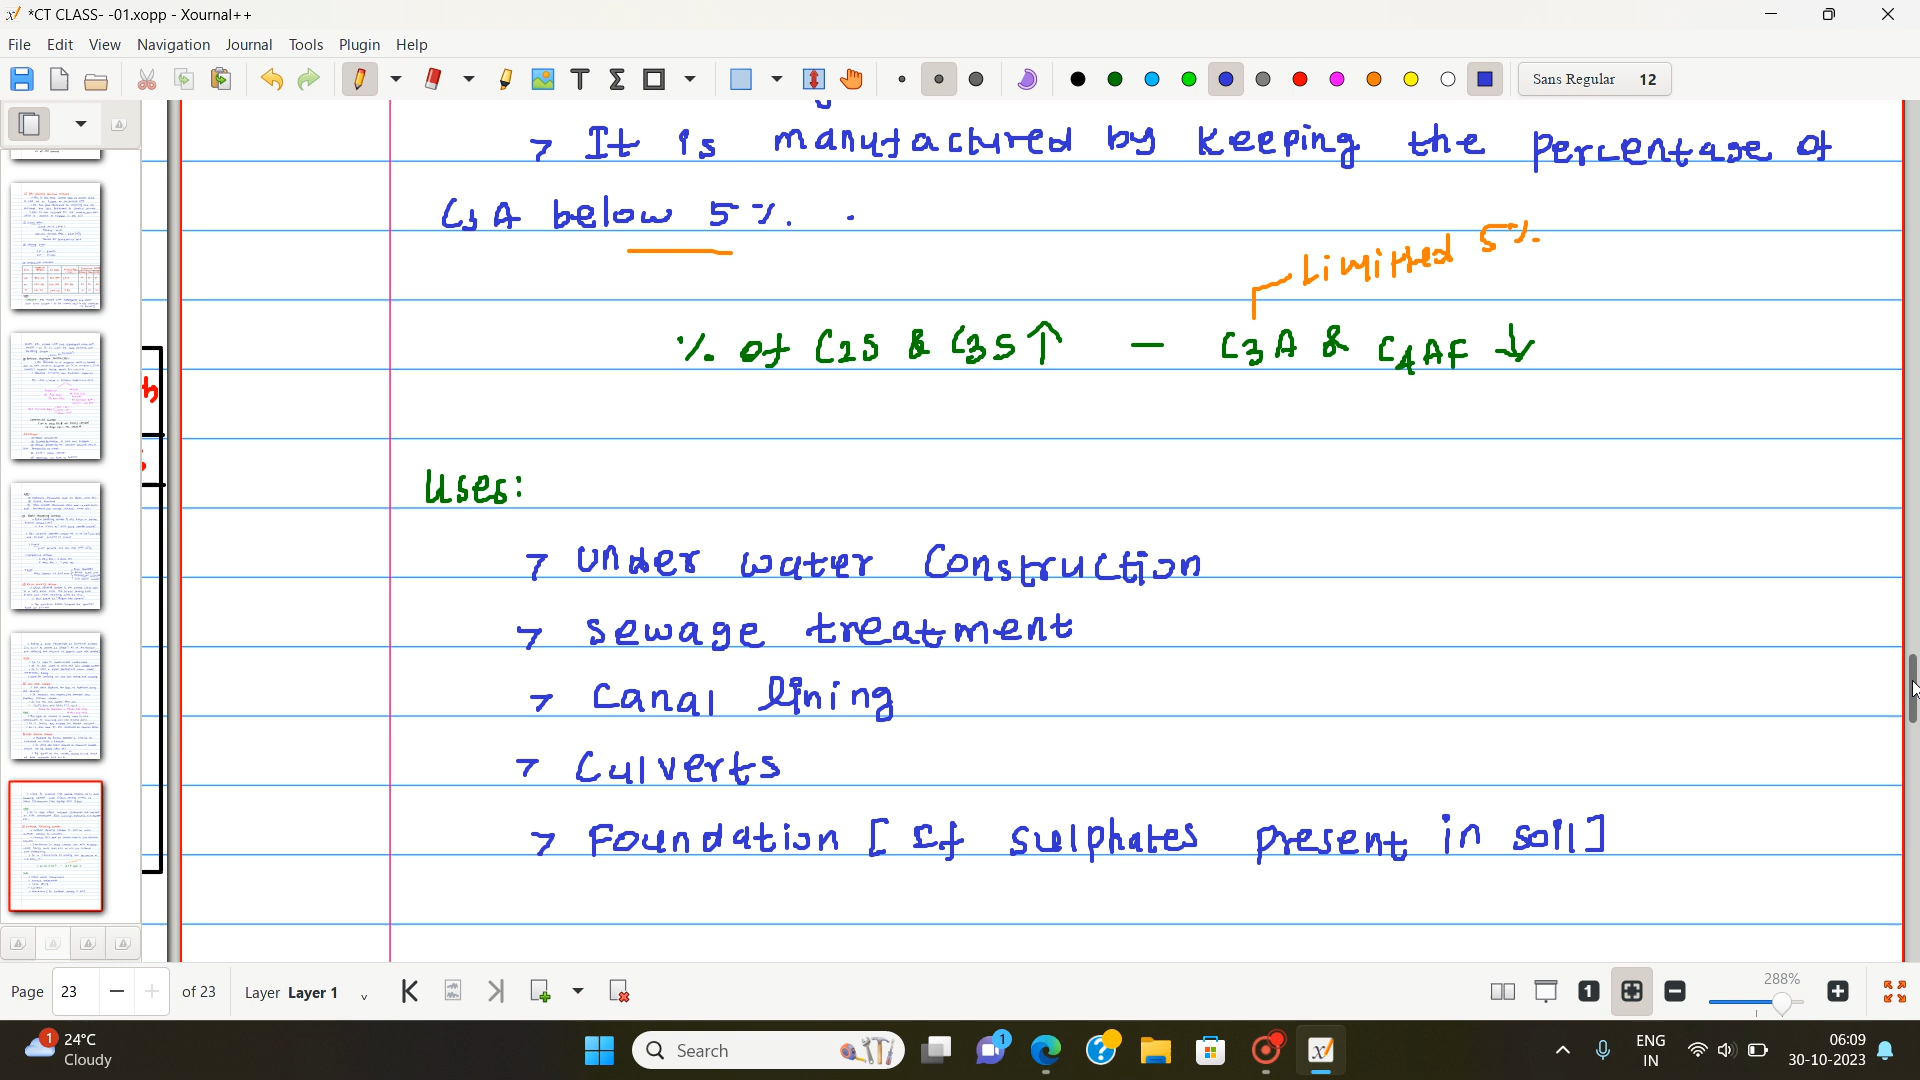 *CT CLASS- -01.xopp - Xournal++
File Edit View Navigation Journal Tools Plugin Help
Sans Regular 12
> It is manufactured by keeping the percentage of
C3A below 5%.
Limitted 5%
% of C2S & C3S ↑ — C3A & C4AF ↓
Uses:
> Under water Construction
> Sewage treatment
> Canal lining
> Culverts
> Foundation [If sulphates present in soil]
Page 23 of 23 Layer Layer 1 288%
24°C
Cloudy
Search
ENG
IN
06:09
30-10-2023